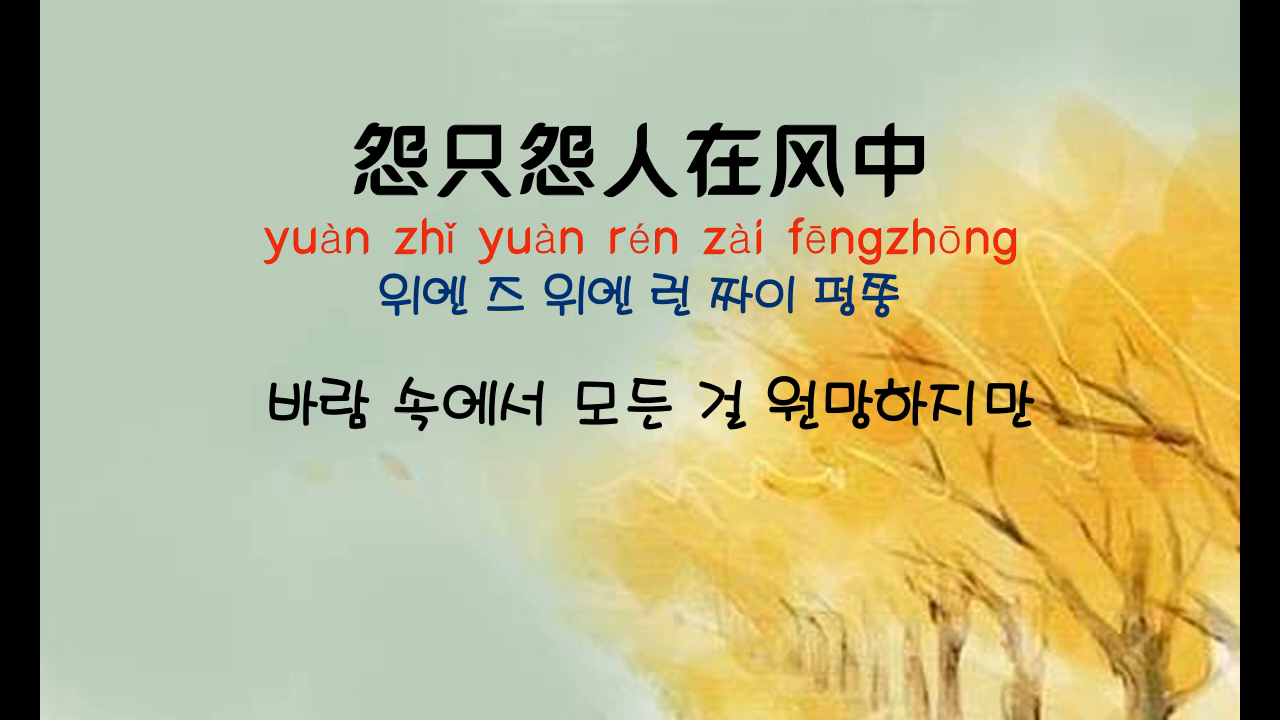 怨只怨人在风中
yuàn zhǐ yuàn rén zài fēngzhōng
위엔 즈 위엔 런 짜이 펑쭝
바람 속에서 모든 걸 원망하지만